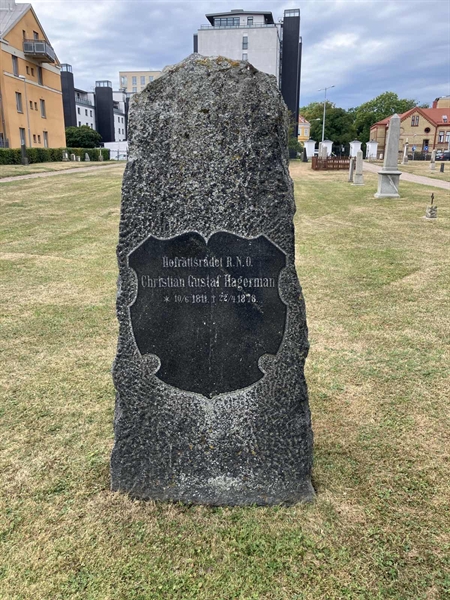 Hofrättsrådet R.N.O.
Christian Gustaf Hagerman
* 10/6 1811 † 22/4 1878